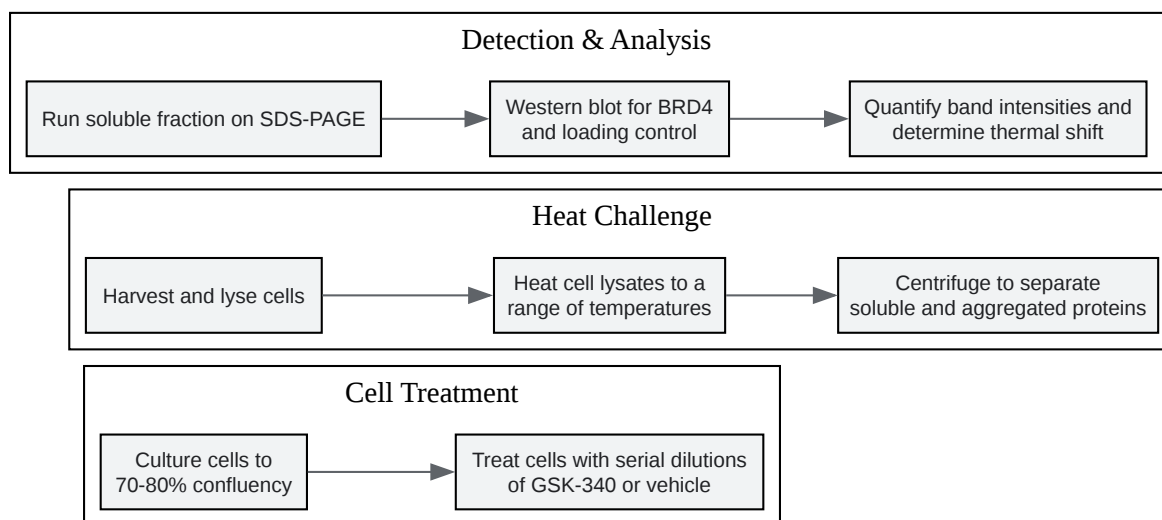 Detection & Analysis
Run soluble fraction on SDS-PAGE
Western blot for BRD4
and loading control
Quantify band intensities and
determine thermal shift
Heat Challenge
Harvest and lyse cells
Heat cell lysates to a
range of temperatures
Centrifuge to separate
soluble and aggregated proteins
Cell Treatment
Culture cells to
70-80% confluency
Treat cells with serial dilutions
of GSK-340 or vehicle